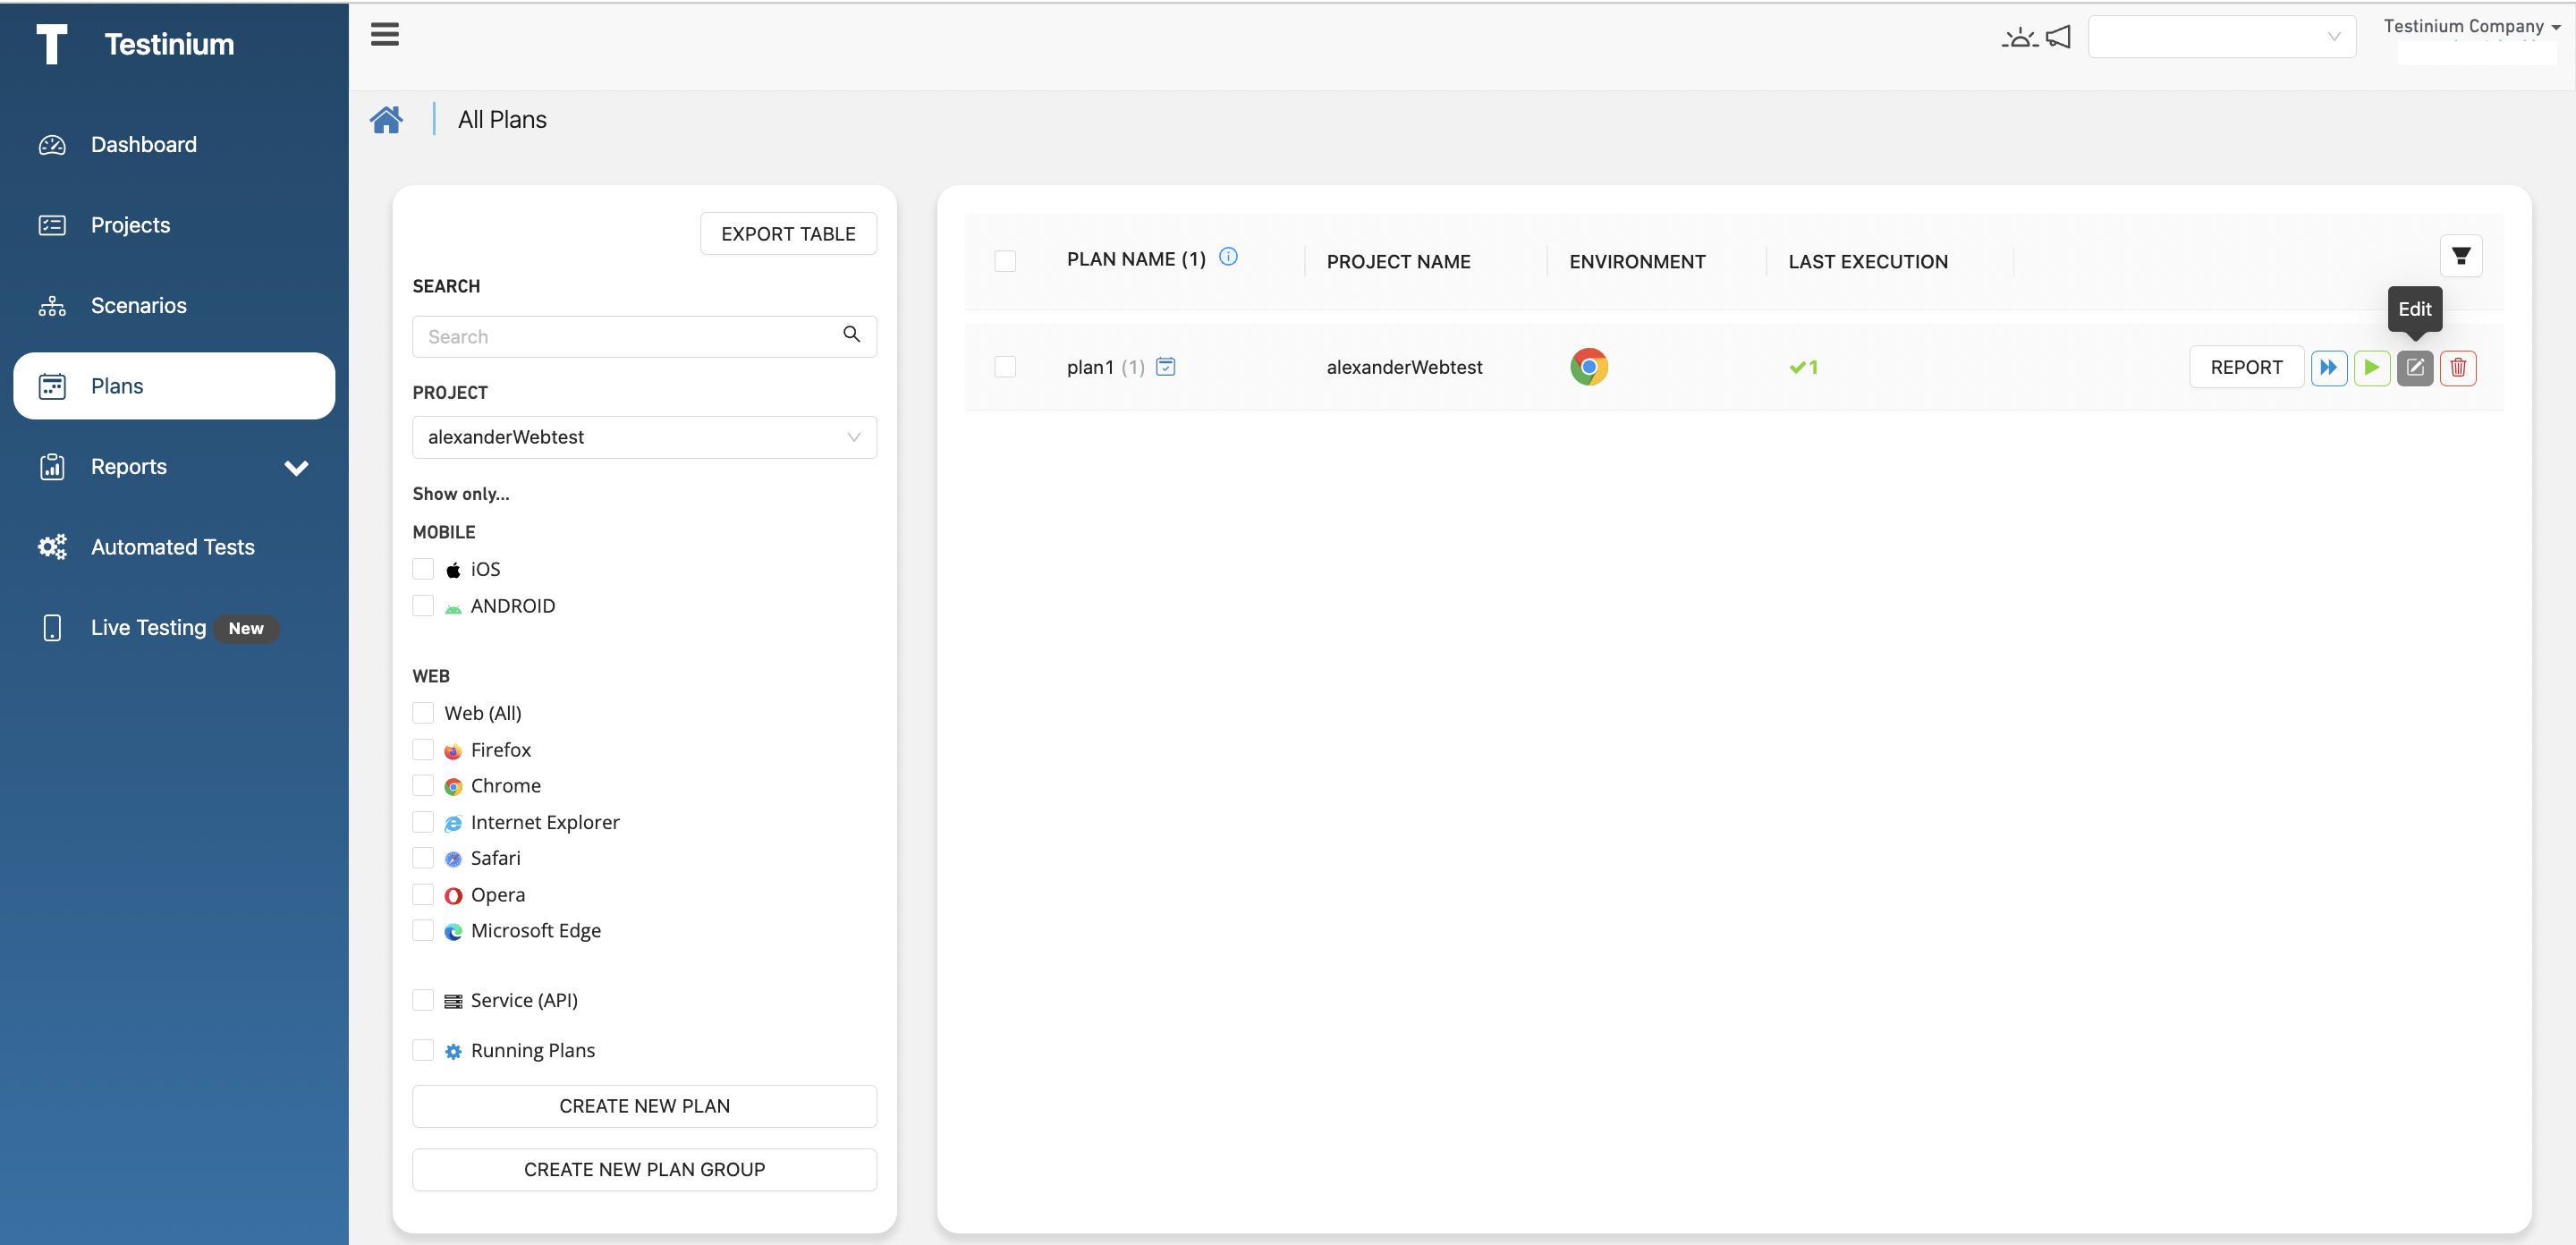 Testinium
Dashboard
Projects
Scenarios
Plans
Reports
Automated Tests
Live Testing New
Testinium Company
All Plans
EXPORT TABLE
SEARCH
Search
PROJECT
alexanderWebtest
Show only...
MOBILE
iOS
ANDROID
WEB
Web (All)
Firefox
Chrome
Internet Explorer
Safari
Opera
Microsoft Edge
Service (API)
Running Plans
CREATE NEW PLAN
CREATE NEW PLAN GROUP
PLAN NAME (1) PROJECT NAME ENVIRONMENT LAST EXECUTION
Edit
plan1 (1) alexanderWebtest 1 REPORT